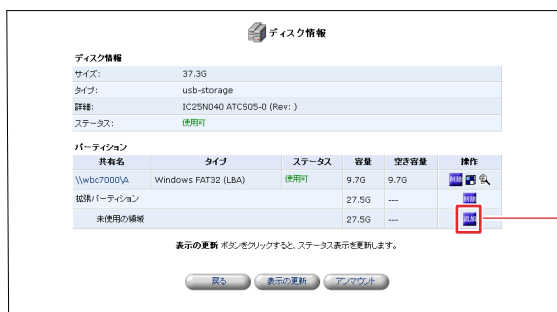 ディスク情報
ディスク情報
サイズ: 37.3G
タイプ: usb-storage
詳細: IC25N040 ATCS05-0 (Rev: )
ステータス: 使用可
パーティション
共有名 タイプ ステータス 容量 空き容量 操作
\\wbc7000\A Windows FAT32 (LBA) 使用可 9.7G 9.7G 削除
拡張パーティション 27.5G --- 削除
未使用の領域 27.5G --- 追加
表示の更新 ボタンをクリックすると、ステータス表示を更新します。
戻る 表示の更新 アンマウント